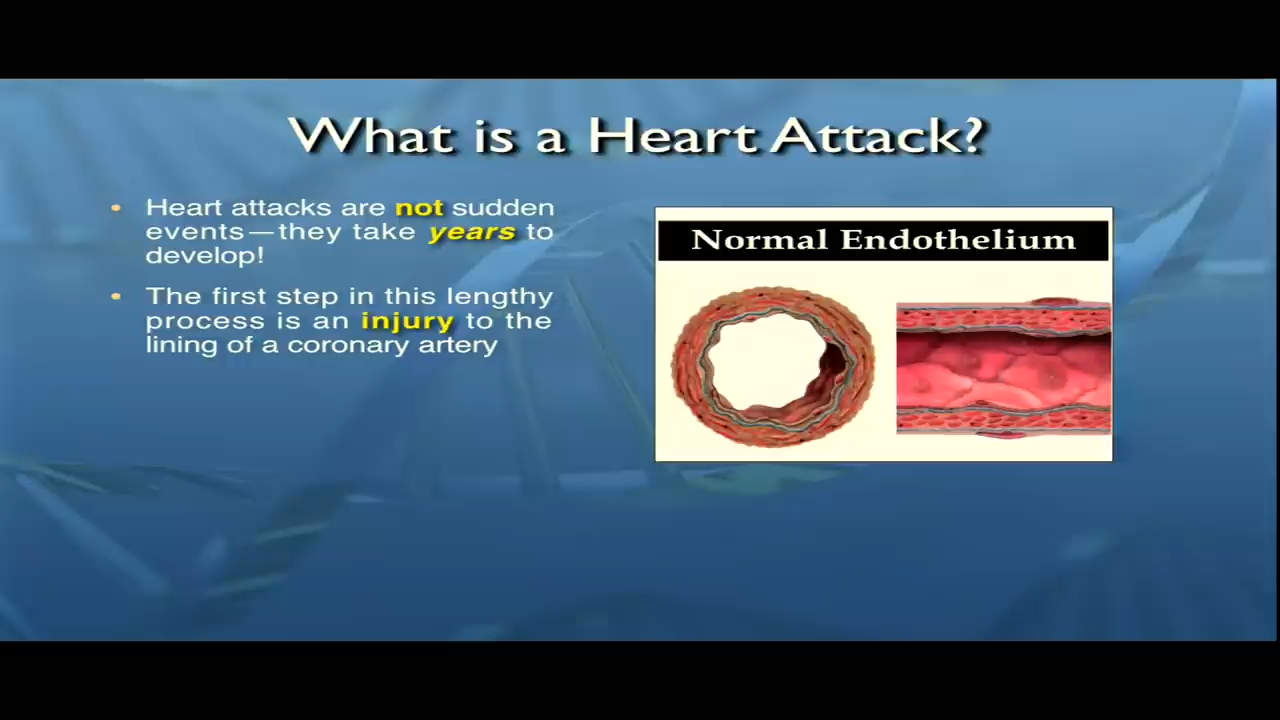 What is a Heart Attack?
• Heart attacks are not sudden
events—they take years to
develop!
• The first step in this lengthy
process is an injury to the
lining of a coronary artery
Normal Endothelium